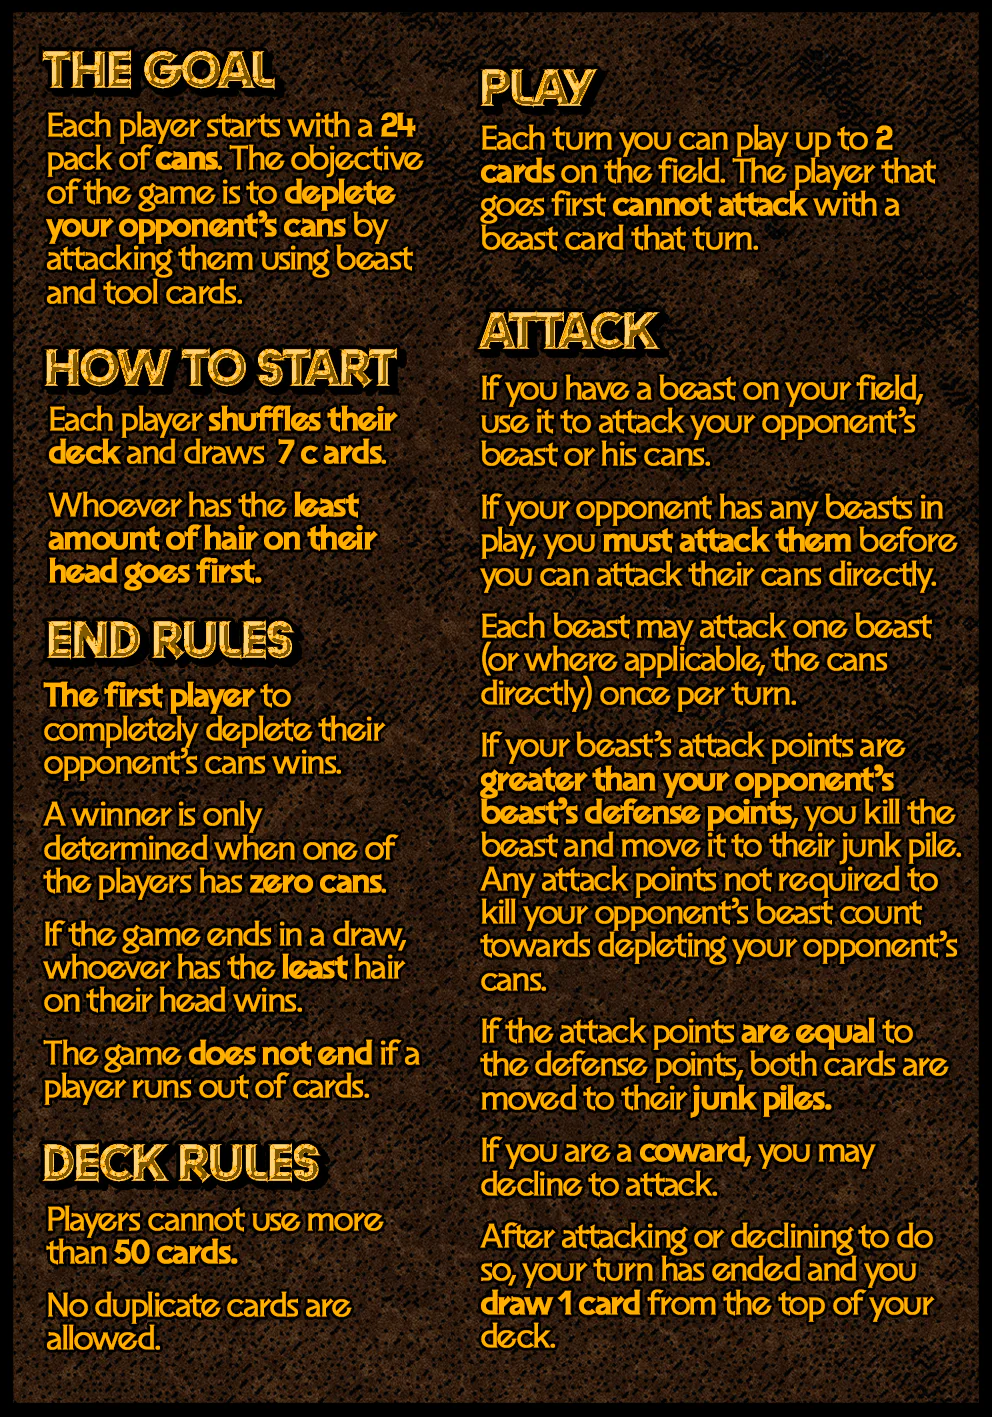 THE GOAL
Each player starts with a 24
pack of cans. The objective
of the game is to deplete
your opponent's cans by
attacking them using beast
and tool cards.
HOW TO START
Each player shuffles their
deck and draws 7 c ards.
Whoever has the least
amount of hair on their
head goes first.
END RULES
The first player to
completely deplete their
opponent's cans wins.
A winner is only
determined when one of
the players has zero cans.
If the game ends in a draw,
whoever has the least hair
on their head wins.
The game does not end if a
player runs out of cards.
DECK RULES
Players cannot use more
than 50 cards.
No duplicate cards are
allowed.
PLAY
Each turn you can play up to 2
cards on the field. The player that
goes first cannot attack with a
beast card that turn.
ATTACK
If you have a beast on your field,
use it to attack your opponent's
beast or his cans.
If your opponent has any beasts in
play, you must attack them before
you can attack their cans directly.
Each beast may attack one beast
(or where applicable, the cans
directly) once per turn.
If your beast's attack points are
greater than your opponent's
beast's defense points, you kill the
beast and move it to their junk pile.
Any attack points not required to
kill your opponent's beast count
towards depleting your opponent's
cans.
If the attack points are equal to
the defense points, both cards are
moved to their junk piles.
If you are a coward, you may
decline to attack.
After attacking or declining to do
so, your turn has ended and you
draw 1 card from the top of your
deck.